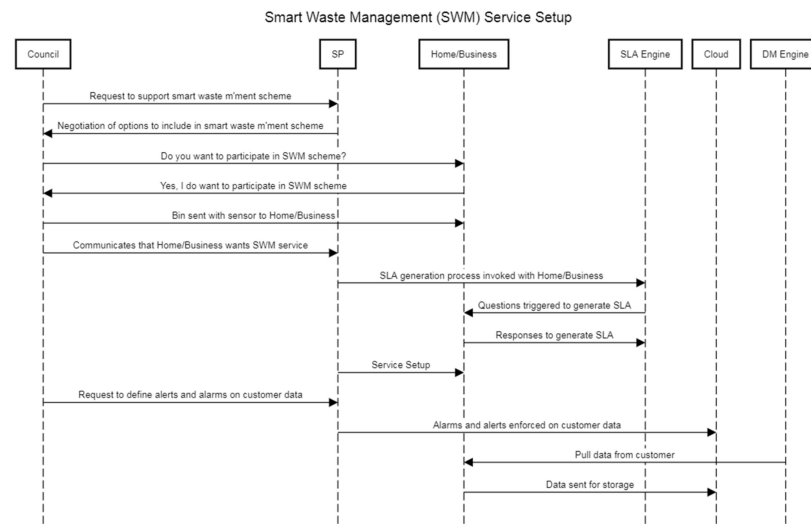 Smart Waste Management (SWM) Service Setup
Council
SP
Home/Business
SLA Engine
Cloud
DM Engine
Request to support smart waste m'ment scheme
Negotiation of options to include in smart waste m'ment scheme
Do you want to participate in SWM scheme?
Yes, I do want to participate in SWM scheme
Bin sent with sensor to Home/Business
Communicates that Home/Business wants SWM service
SLA generation process invoked with Home/Business
Questions triggered to generate SLA
Responses to generate SLA
Service Setup
Request to define alerts and alarms on customer data
Alarms and alerts enforced on customer data
Pull data from customer
Data sent for storage